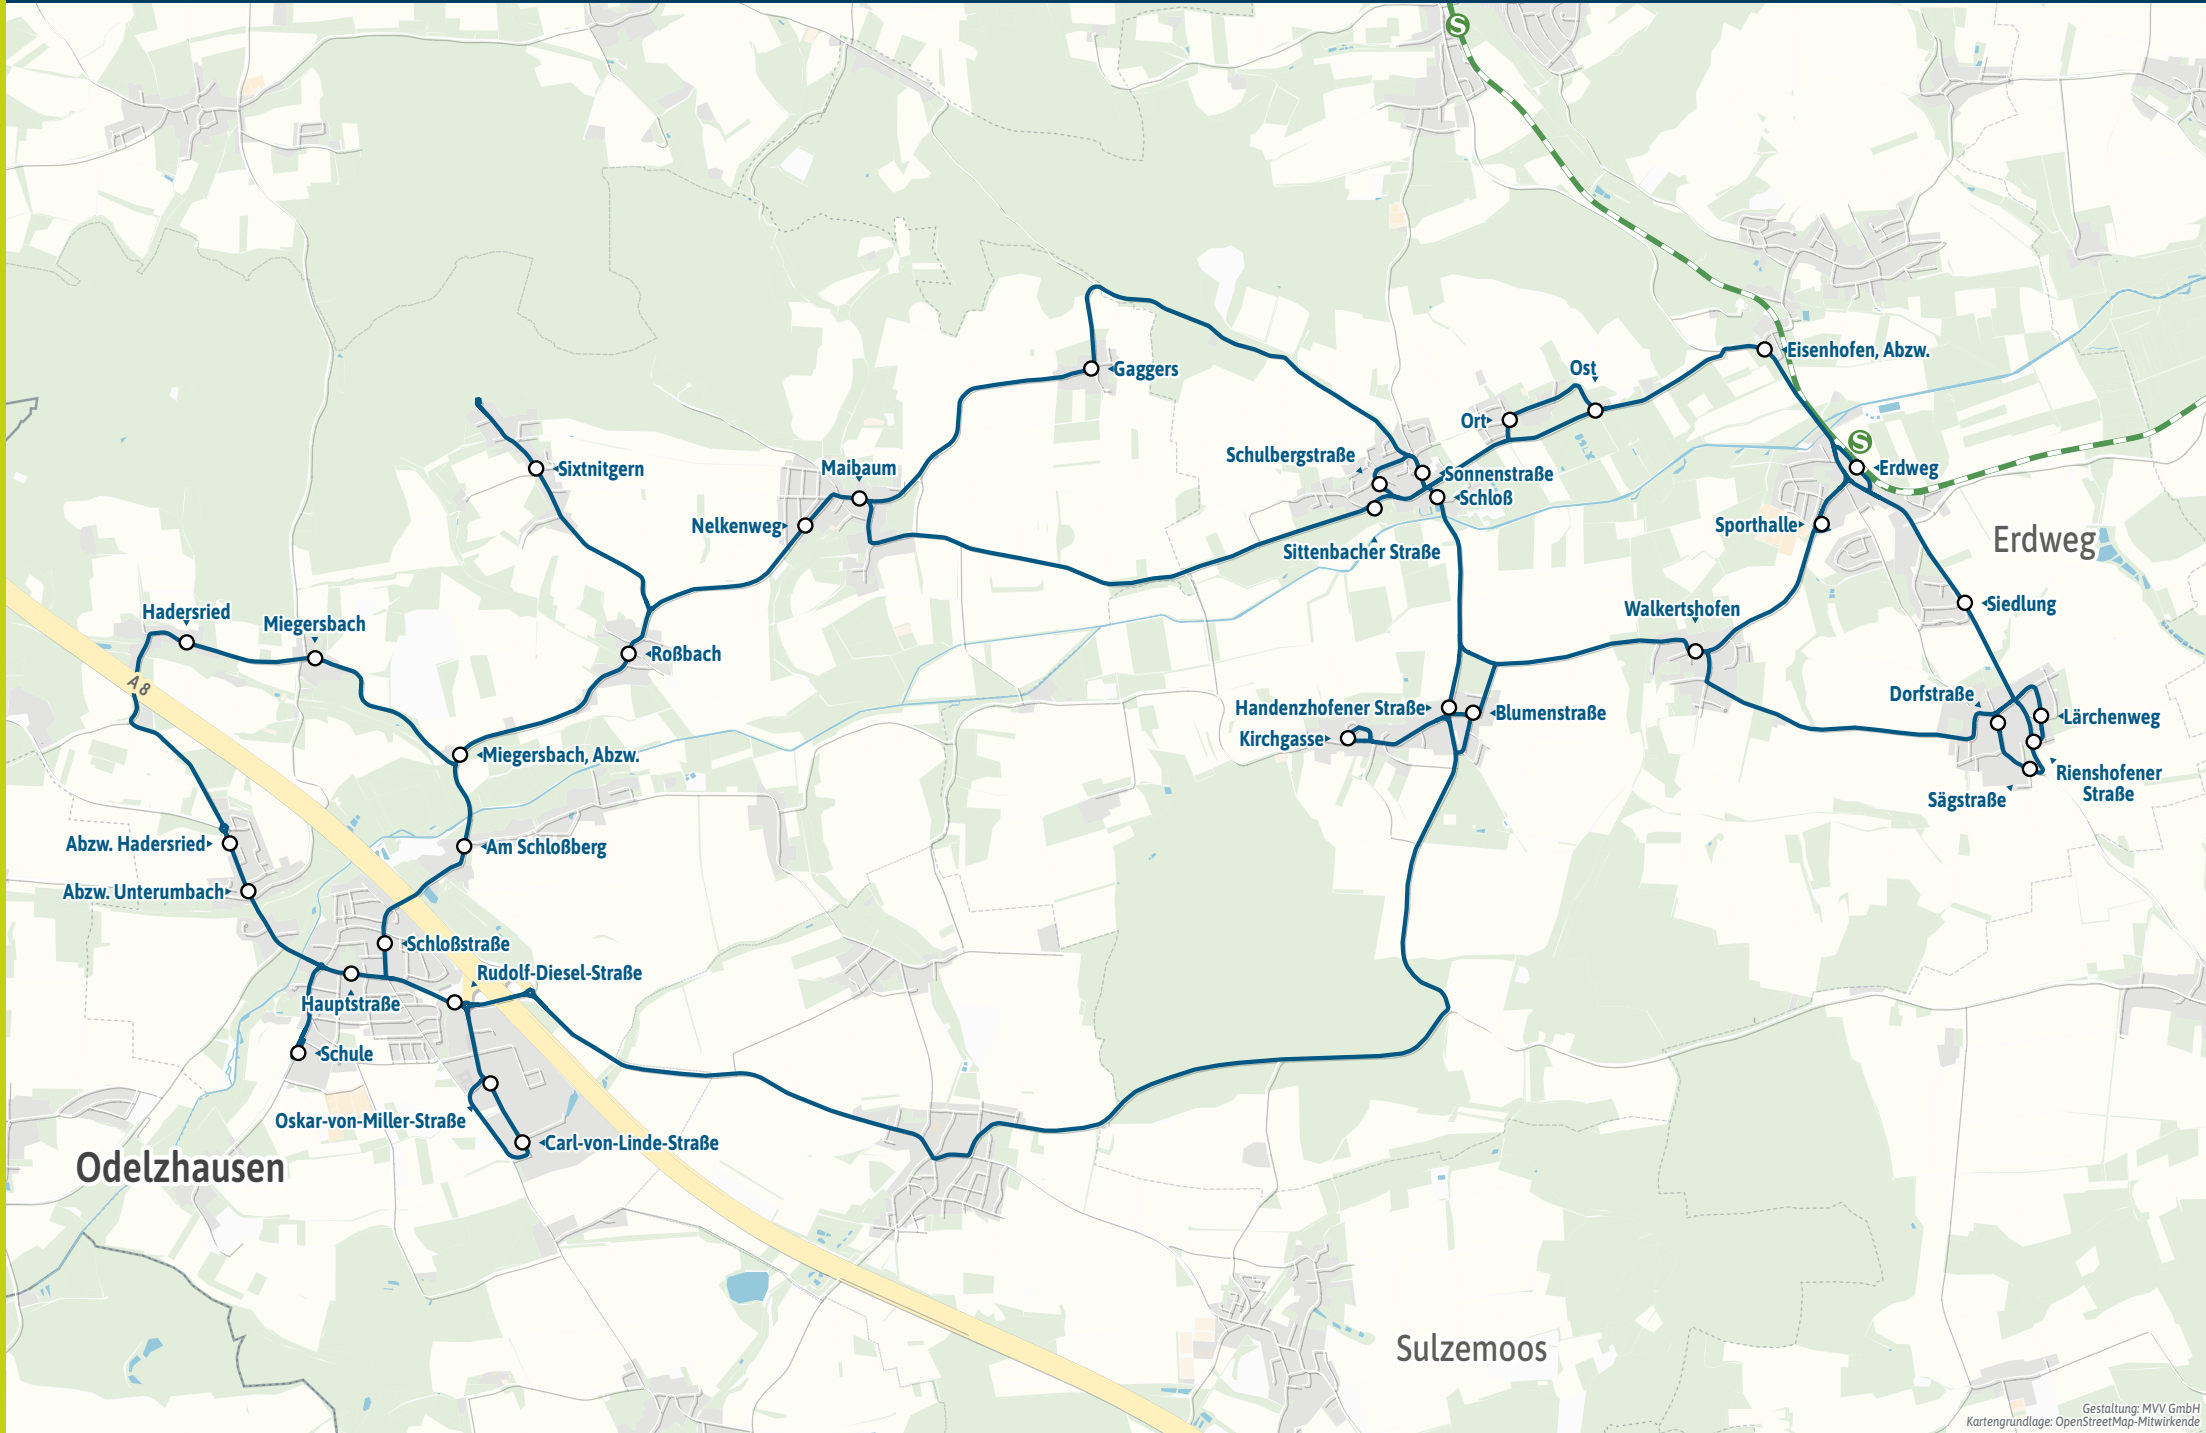 S
Eisenhofen, Abzw.
Ost
Gaggers
Ort
S
Schulbergstraße
Sixtnitgern
Maibaum
Sonnenstraße
Erdweg
Schloß
Nelkenweg
Sporthalle
Erdweg
Sittenbacher Straße
Siedlung
Hadersried
Miegersbach
Walkertshofen
Roßbach
A 8
Dorfstraße
Handenzhofener Straße
Blumenstraße
Lärchenweg
Kirchgasse
Miegersbach, Abzw.
Rienshofener
Straße
Sägstraße
Abzw. Hadersried
Am Schloßberg
Abzw. Unterumbach
Schloßstraße
Rudolf-Diesel-Straße
Hauptstraße
Schule
Oskar-von-Miller-Straße
Carl-von-Linde-Straße
Odelzhausen
Sulzemoos
Gestaltung: MVV GmbH
Kartengrundlage: OpenStreetMap-Mitwirkende